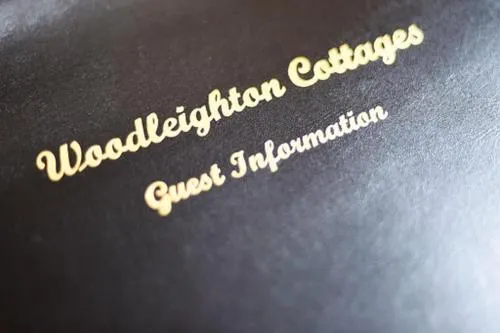 Woodleighton Cottages
Guest Information